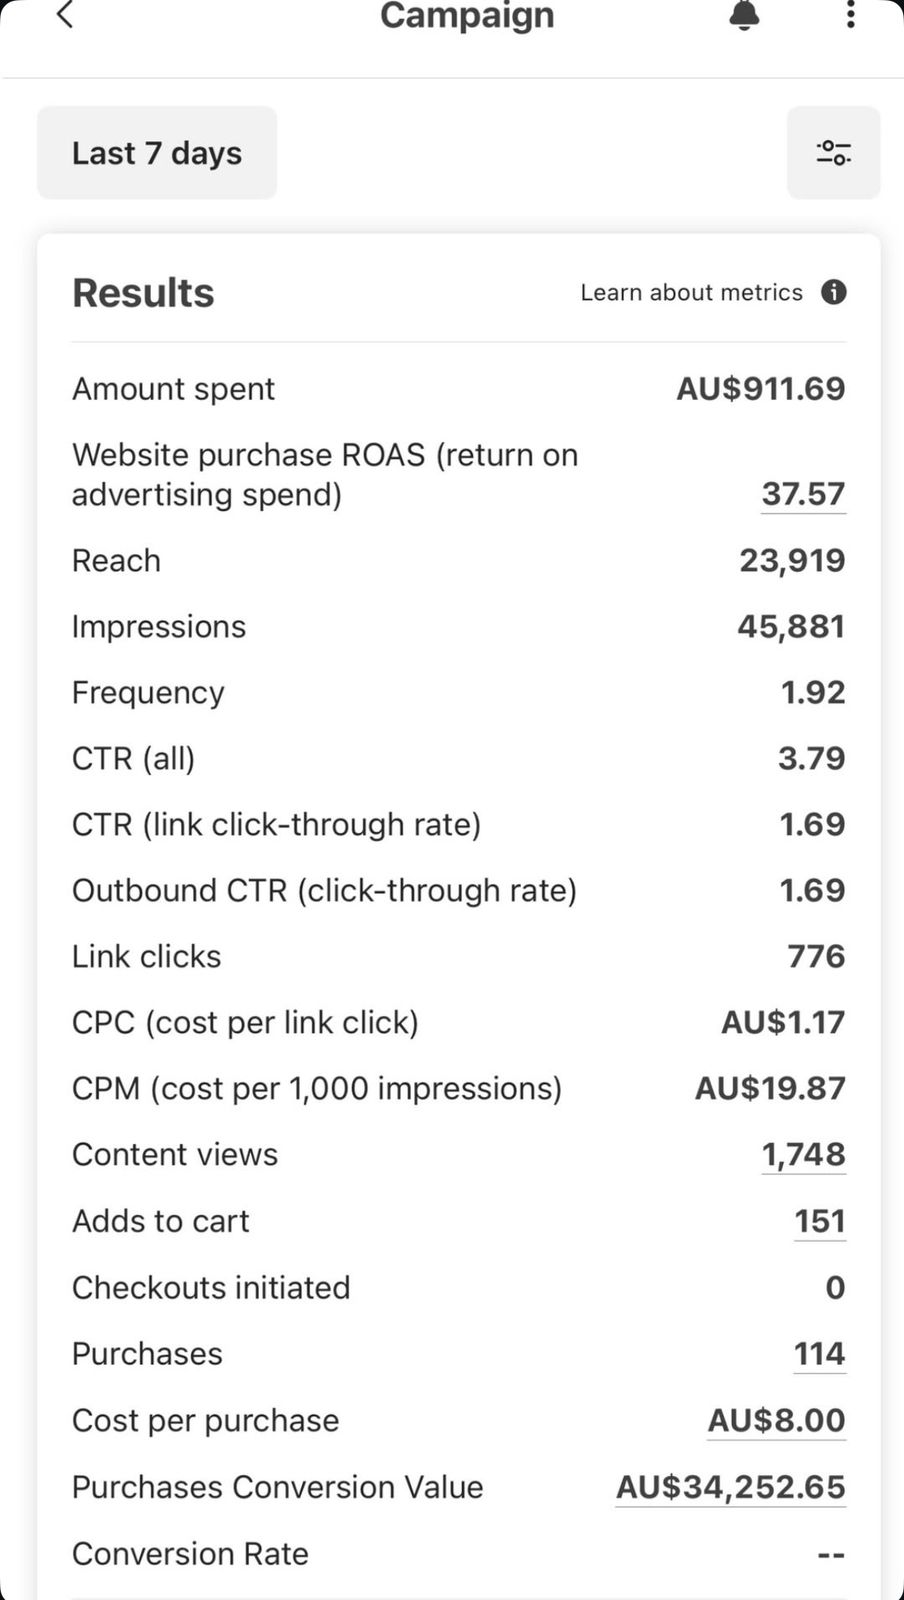 Campaign
Last 7 days
Results
Learn about metrics
Amount spent AU$911.69
Website purchase ROAS (return on
advertising spend) 37.57
Reach 23,919
Impressions 45,881
Frequency 1.92
CTR (all) 3.79
CTR (link click-through rate) 1.69
Outbound CTR (click-through rate) 1.69
Link clicks 776
CPC (cost per link click) AU$1.17
CPM (cost per 1,000 impressions) AU$19.87
Content views 1,748
Adds to cart 151
Checkouts initiated 0
Purchases 114
Cost per purchase AU$8.00
Purchases Conversion Value AU$34,252.65
Conversion Rate --